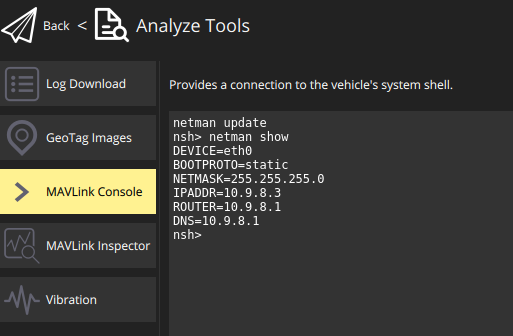 Back < Analyze Tools
Log Download
GeoTag Images
MAVLink Console
MAVLink Inspector
Vibration
Provides a connection to the vehicle's system shell.
netman update
nsh> netman show
DEVICE=eth0
BOOTPROTO=static
NETMASK=255.255.255.0
IPADDR=10.9.8.3
ROUTER=10.9.8.1
DNS=10.9.8.1
nsh>